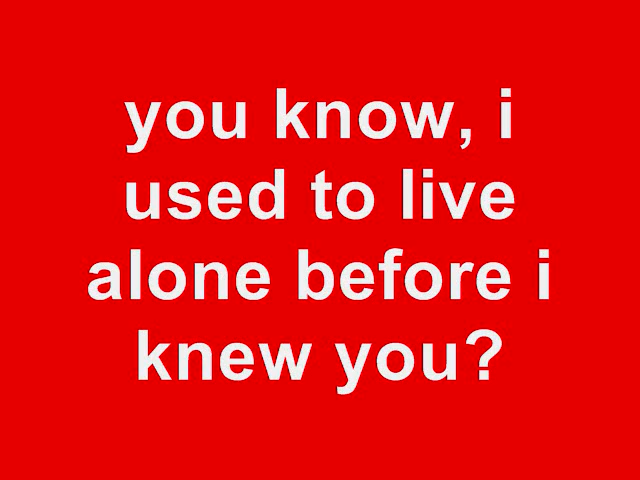 you know, i
used to live
alone before i
knew you?